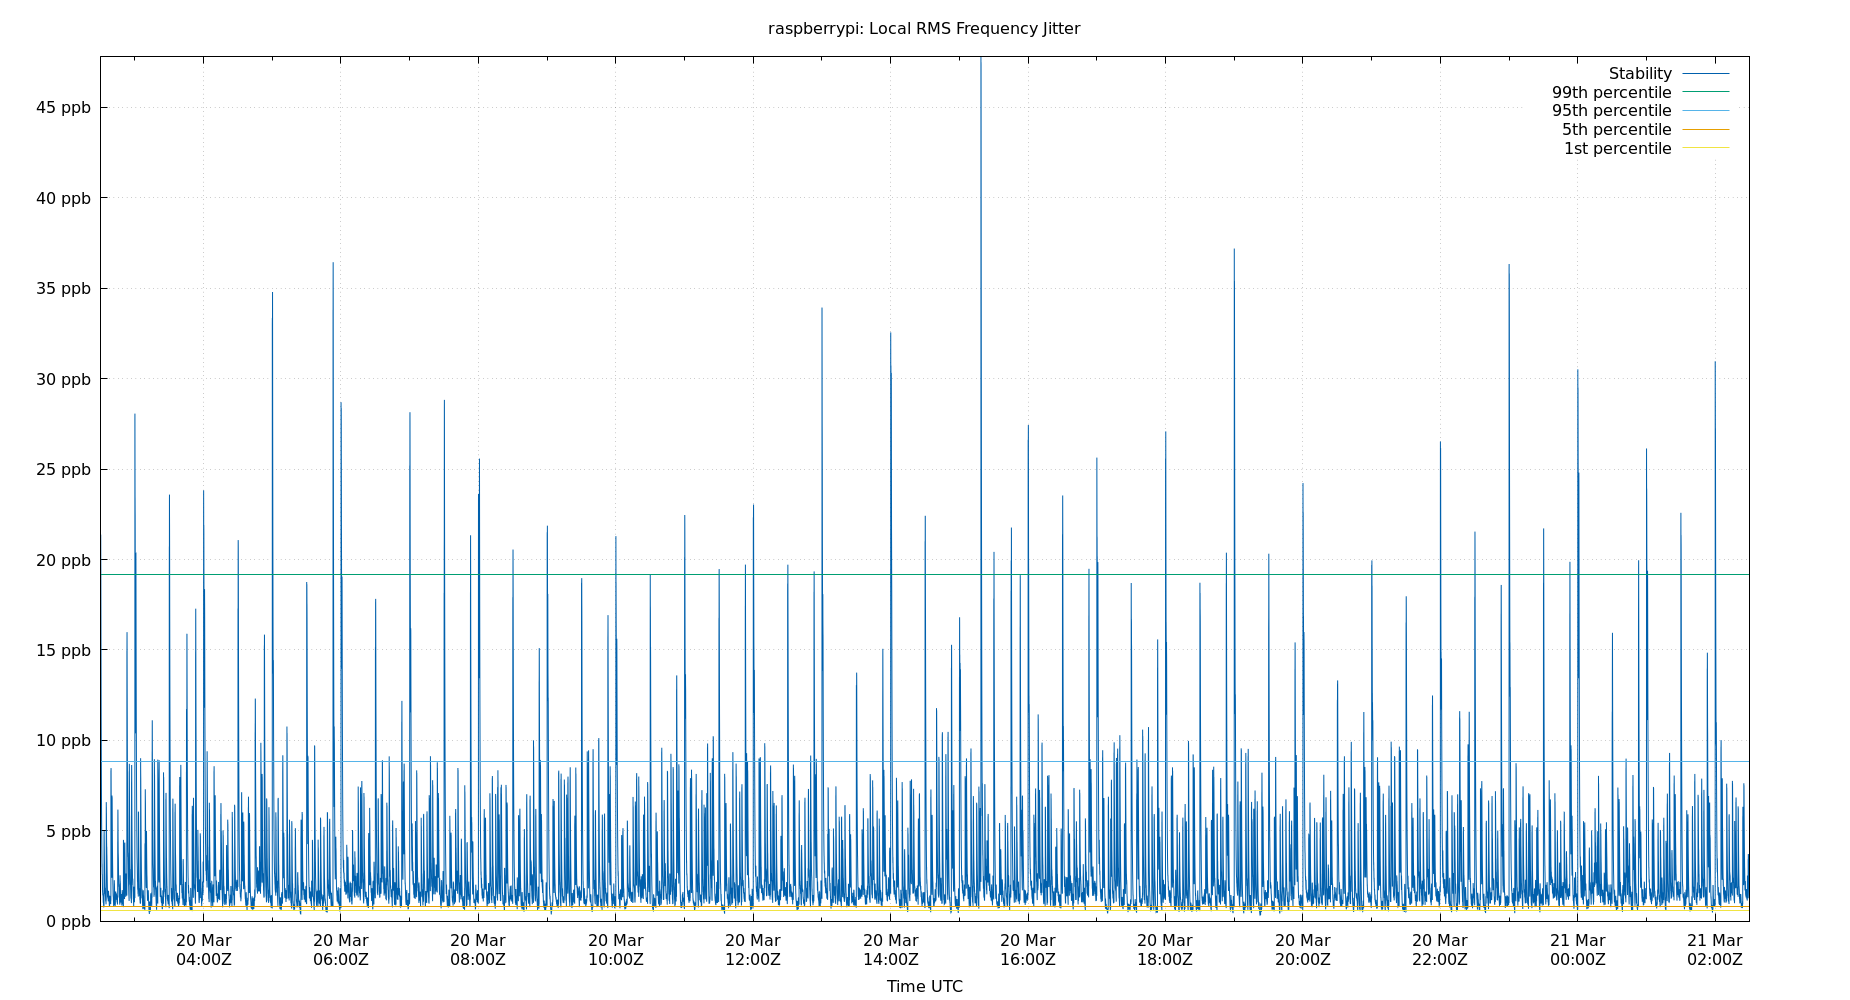 raspberrypi: Local RMS Frequency Jitter
Stability
99th percentile
95th percentile
5th percentile
1st percentile
45 ppb
40 ppb
35 ppb
30 ppb
25 ppb
20 ppb
15 ppb
10 ppb
5 ppb
0 ppb
20 Mar 20 Mar 20 Mar 20 Mar 20 Mar 20 Mar 20 Mar 20 Mar 20 Mar 20 Mar 21 Mar 21 Mar
04:00Z 06:00Z 08:00Z 10:00Z 12:00Z 14:00Z 16:00Z 18:00Z 20:00Z 22:00Z 00:00Z 02:00Z
Time UTC